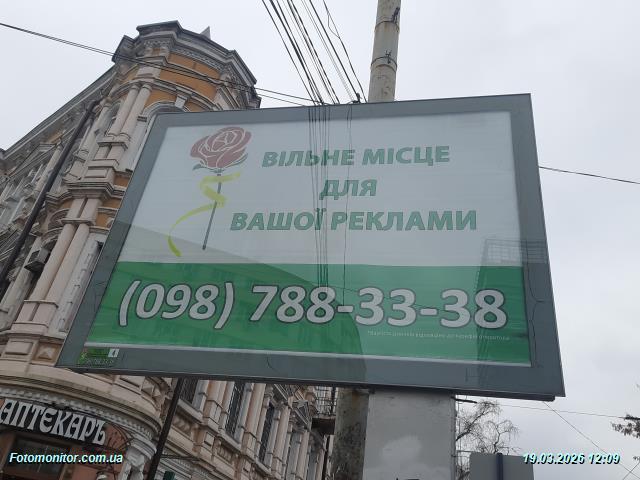 ВІЛЬНЕ МІСЦЕ
ДЛЯ
ВАШОЇ РЕКЛАМИ
(098) 788-33-38
АПТЕКАРЪ
Fotomonitor.com.ua
19.03.2026 12:09